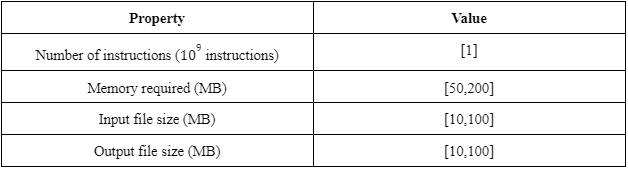 Property Value
Number of instructions (10⁹ instructions) [1]
Memory required (MB) [50,200]
Input file size (MB) [10,100]
Output file size (MB) [10,100]